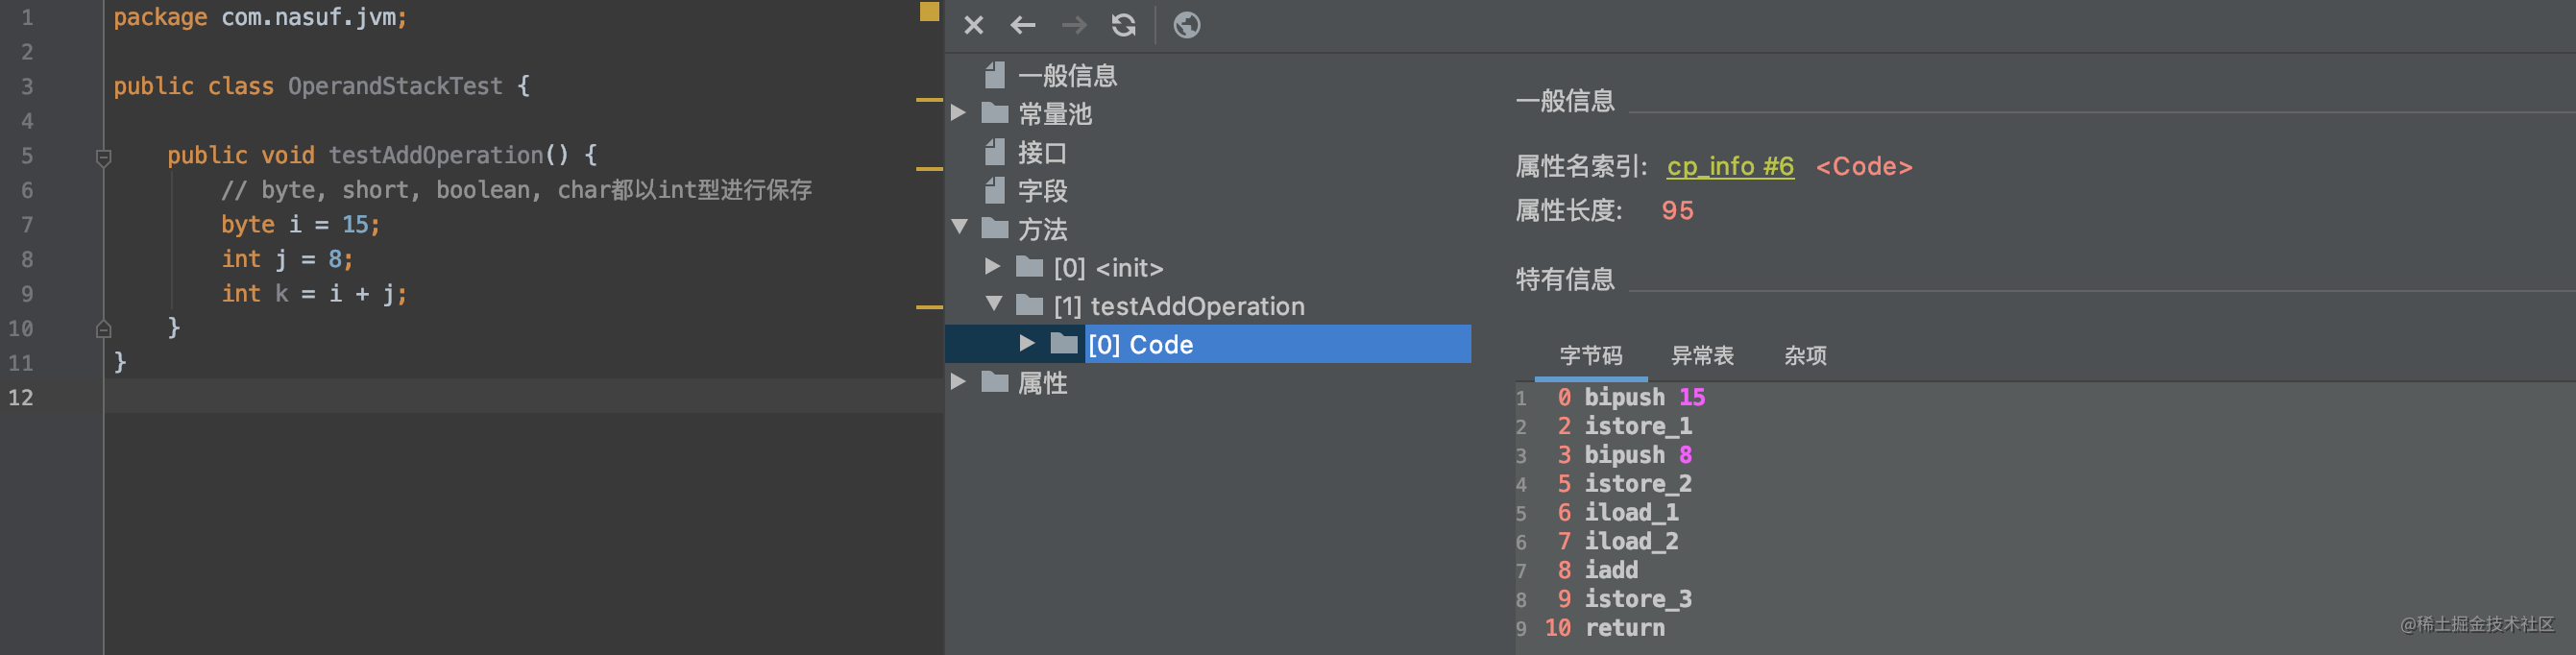 1 package com.nasuf.jvm;
2
3 public class OperandStackTest {
4
5 public void testAddOperation() {
6 // byte, short, boolean, char都以int型进行保存
7 byte i = 15;
8 int j = 8;
9 int k = i + j;
10 }
11 }
12
一般信息
常量池
接口
字段
方法
[0] <init>
[1] testAddOperation
[0] Code
属性
一般信息
属性名索引: cp_info #6 <Code>
属性长度: 95
特有信息
字节码 异常表 杂项
1 0 bipush 15
2 2 istore_1
3 3 bipush 8
4 5 istore_2
5 6 iload_1
6 7 iload_2
7 8 iadd
8 9 istore_3
9 10 return
@稀土掘金技术社区